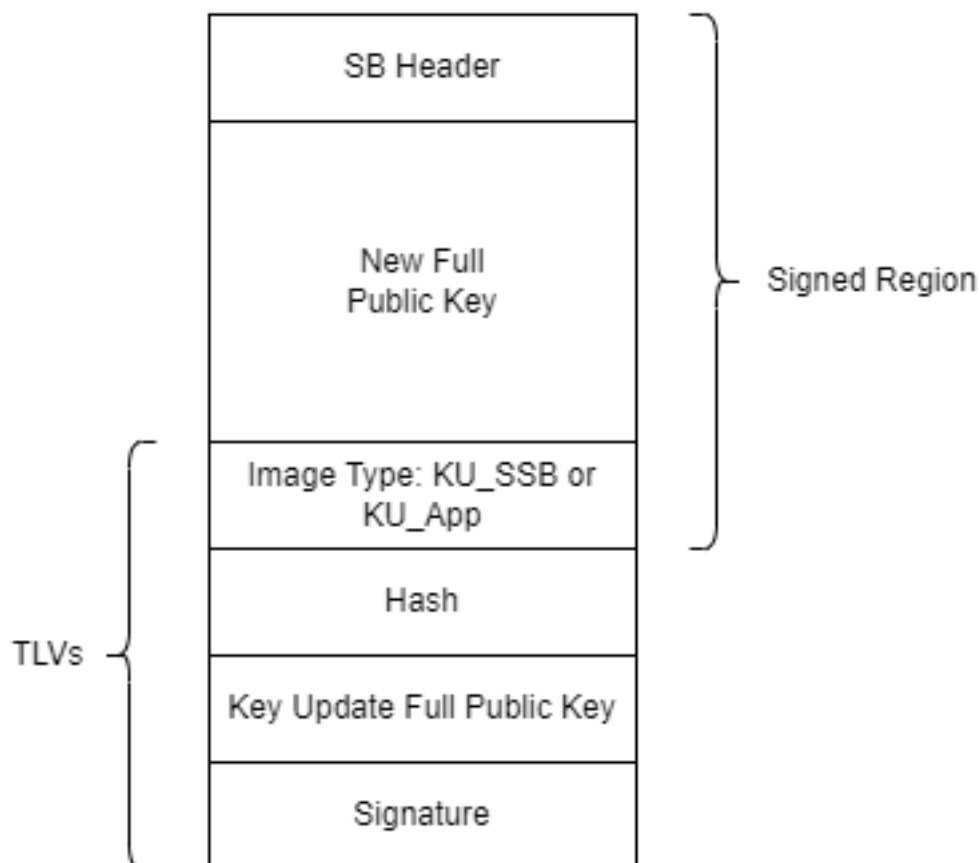 SB Header
New Full
Public Key
Signed Region
Image Type: KU_SSB or
KU_App
Hash
TLVs
Key Update Full Public Key
Signature